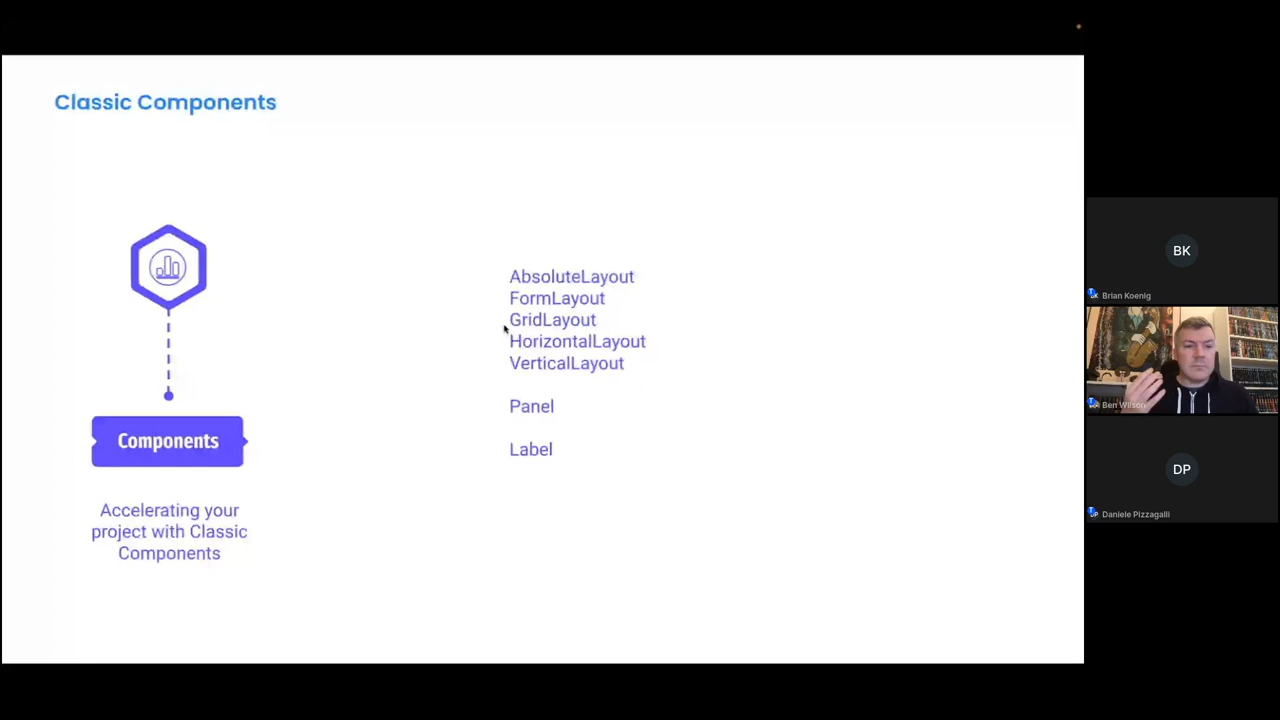 Classic Components
AbsoluteLayout
FormLayout
GridLayout
HorizontalLayout
VerticalLayout
Panel
Label
Components
Accelerating your
project with Classic
Components
BK
Brian Koenig
Ben Wilson
DP
Daniele Pizzagalli